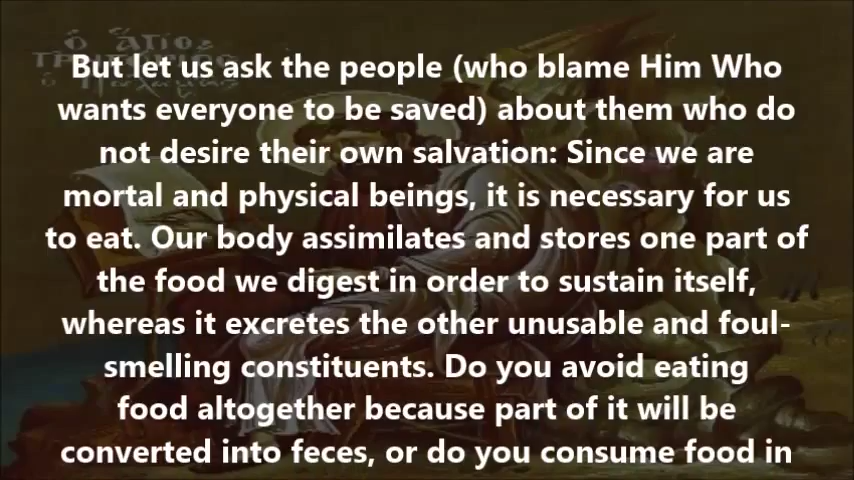 Ὁ ἍΓΙΟΣ
But let us ask the people (who blame Him Who
wants everyone to be saved) about them who do
not desire their own salvation: Since we are
mortal and physical beings, it is necessary for us
to eat. Our body assimilates and stores one part of
the food we digest in order to sustain itself,
whereas it excretes the other unusable and foul-
smelling constituents. Do you avoid eating
food altogether because part of it will be
converted into feces, or do you consume food in